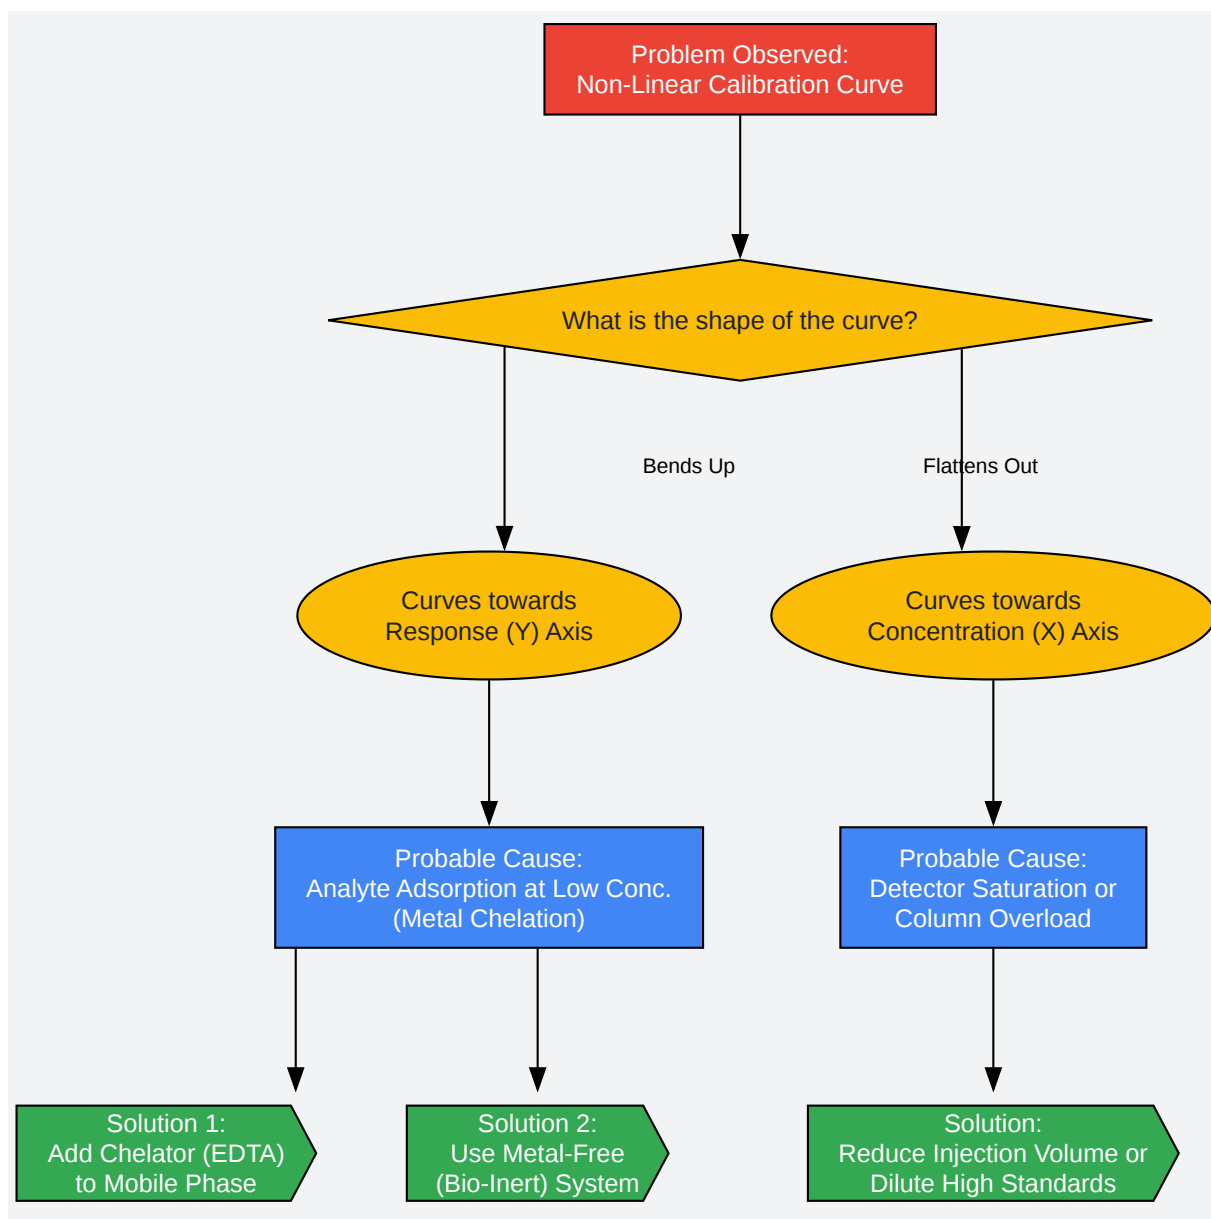 Problem Observed:
Non-Linear Calibration Curve
What is the shape of the curve?
Bends Up
Flattens Out
Curves towards
Response (Y) Axis
Curves towards
Concentration (X) Axis
Probable Cause:
Analyte Adsorption at Low Conc.
(Metal Chelation)
Probable Cause:
Detector Saturation or
Column Overload
Solution 1:
Add Chelator (EDTA)
to Mobile Phase
Solution 2:
Use Metal-Free
(Bio-Inert) System
Solution:
Reduce Injection Volume or
Dilute High Standards